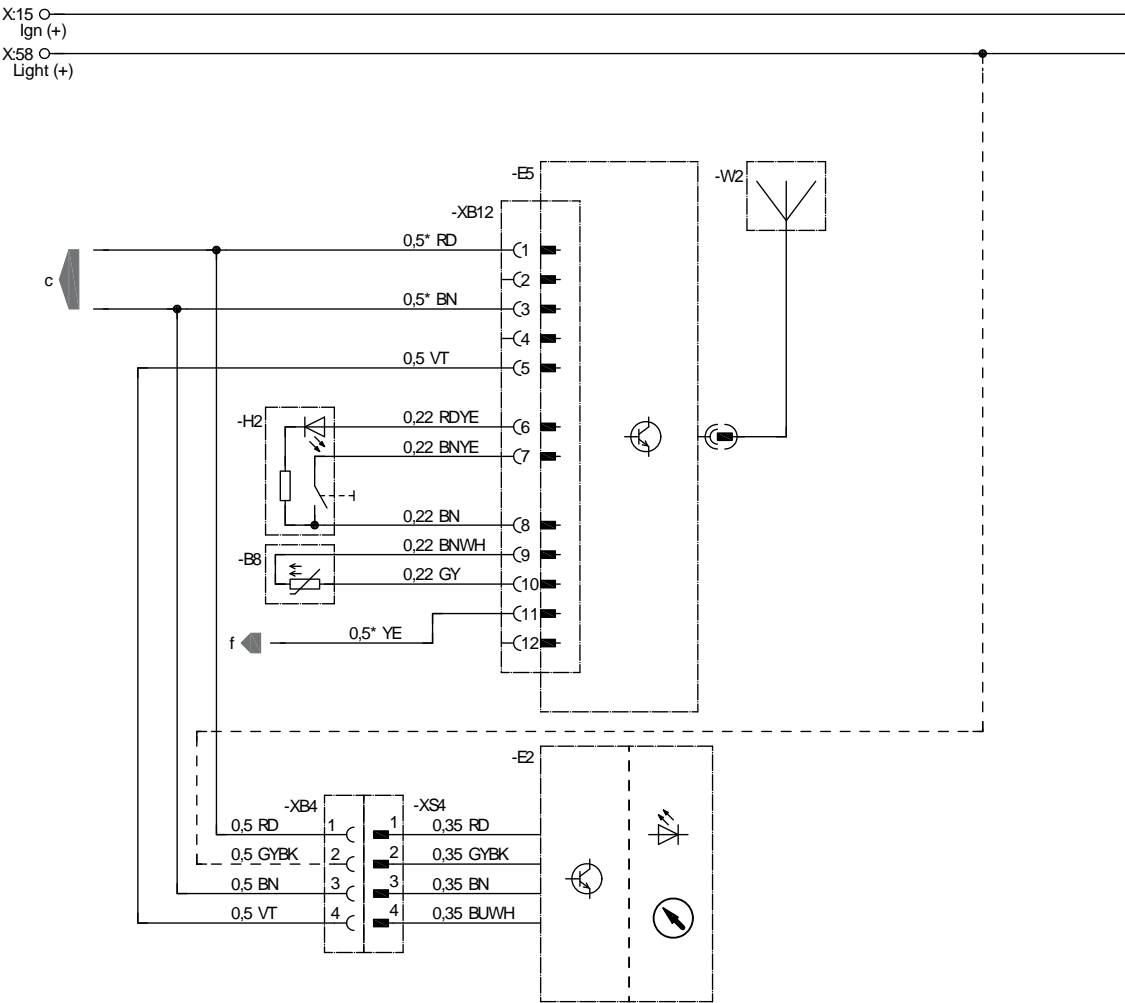 X:15
Ign (+)
X:58
Light (+)
-E5
-W2
-XB12
0,5* RD
1
2
c
0,5* BN
3
4
0,5 VT
5
-H2
0,22 RDYE
6
0,22 BNYE
7
0,22 BN
8
0,22 BNWH
9
-B8
0,22 GY
10
11
f
0,5* YE
12
-E2
-XB4
-XS4
0,5 RD
1
1
0,35 RD
0,5 GYBK
2
2
0,35 GYBK
0,5 BN
3
3
0,35 BN
0,5 VT
4
4
0,35 BUWH